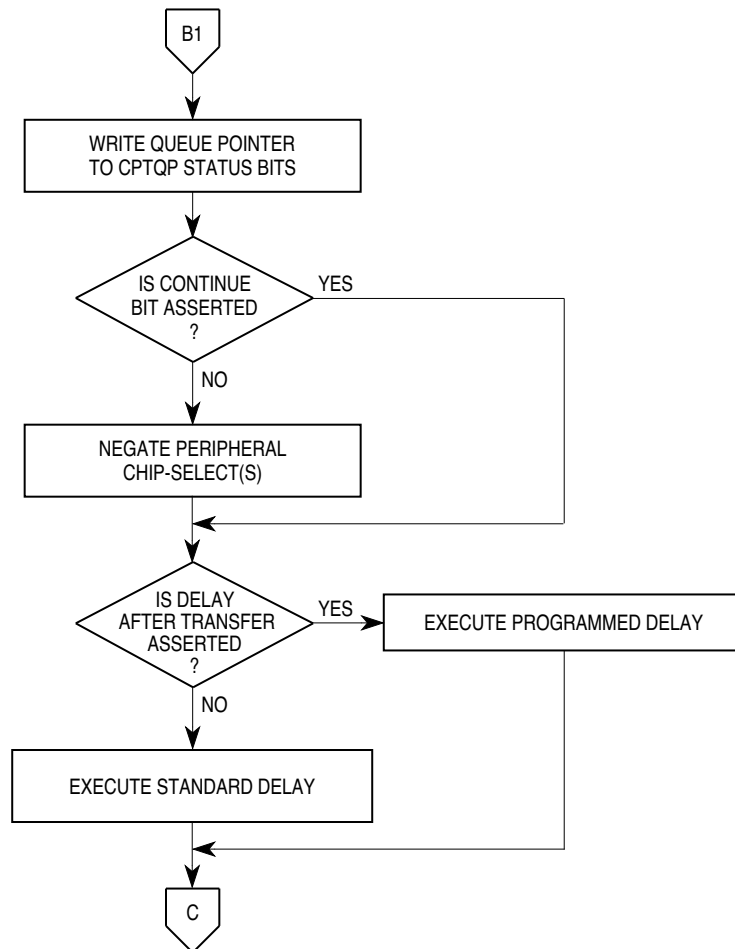 B1
WRITE QUEUE POINTER
TO CPTQP STATUS BITS
IS CONTINUE
BIT ASSERTED
?
YES
NO
NEGATE PERIPHERAL
CHIP-SELECT(S)
IS DELAY
AFTER TRANSFER
ASSERTED
?
YES
EXECUTE PROGRAMMED DELAY
NO
EXECUTE STANDARD DELAY
C